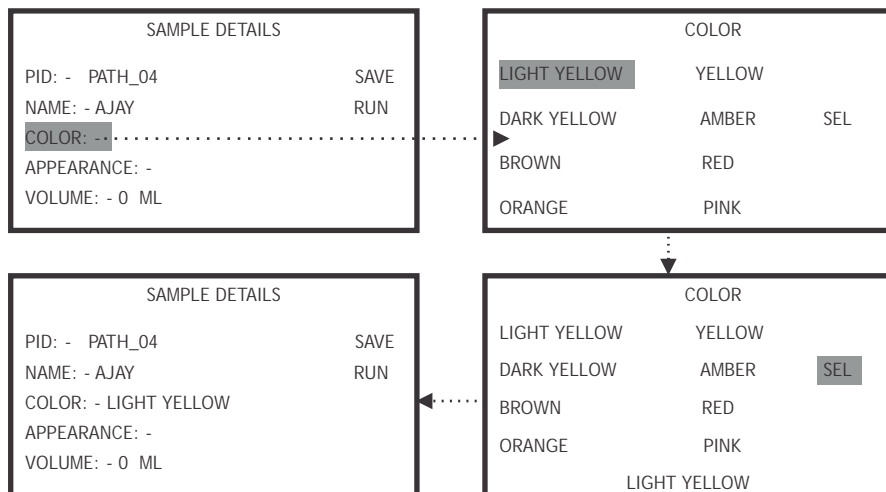 SAMPLE DETAILS
PID: - PATH_04 SAVE
NAME: - AJAY RUN
COLOR: -
APPEARANCE: -
VOLUME: - 0 ML
COLOR
LIGHT YELLOW YELLOW
DARK YELLOW AMBER SEL
BROWN RED
ORANGE PINK
SAMPLE DETAILS
PID: - PATH_04 SAVE
NAME: - AJAY RUN
COLOR: - LIGHT YELLOW
APPEARANCE: -
VOLUME: - 0 ML
COLOR
LIGHT YELLOW YELLOW
DARK YELLOW AMBER SEL
BROWN RED
ORANGE PINK
LIGHT YELLOW